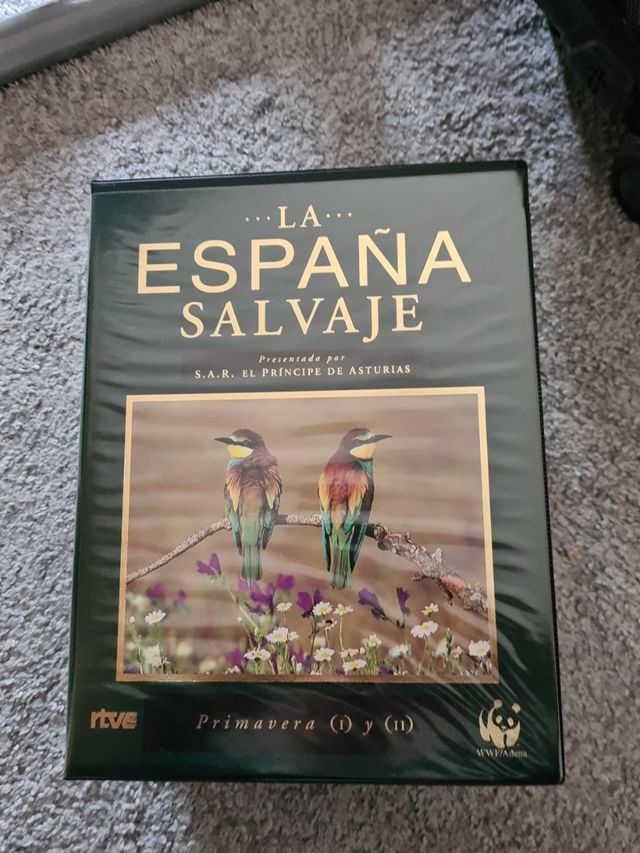 ...LA...
ESPAÑA
SALVAJE
Presentada por
S.A.R. EL PRÍNCIPE DE ASTURIAS
rtve
Primavera (I) y (II)
WWF/Adena